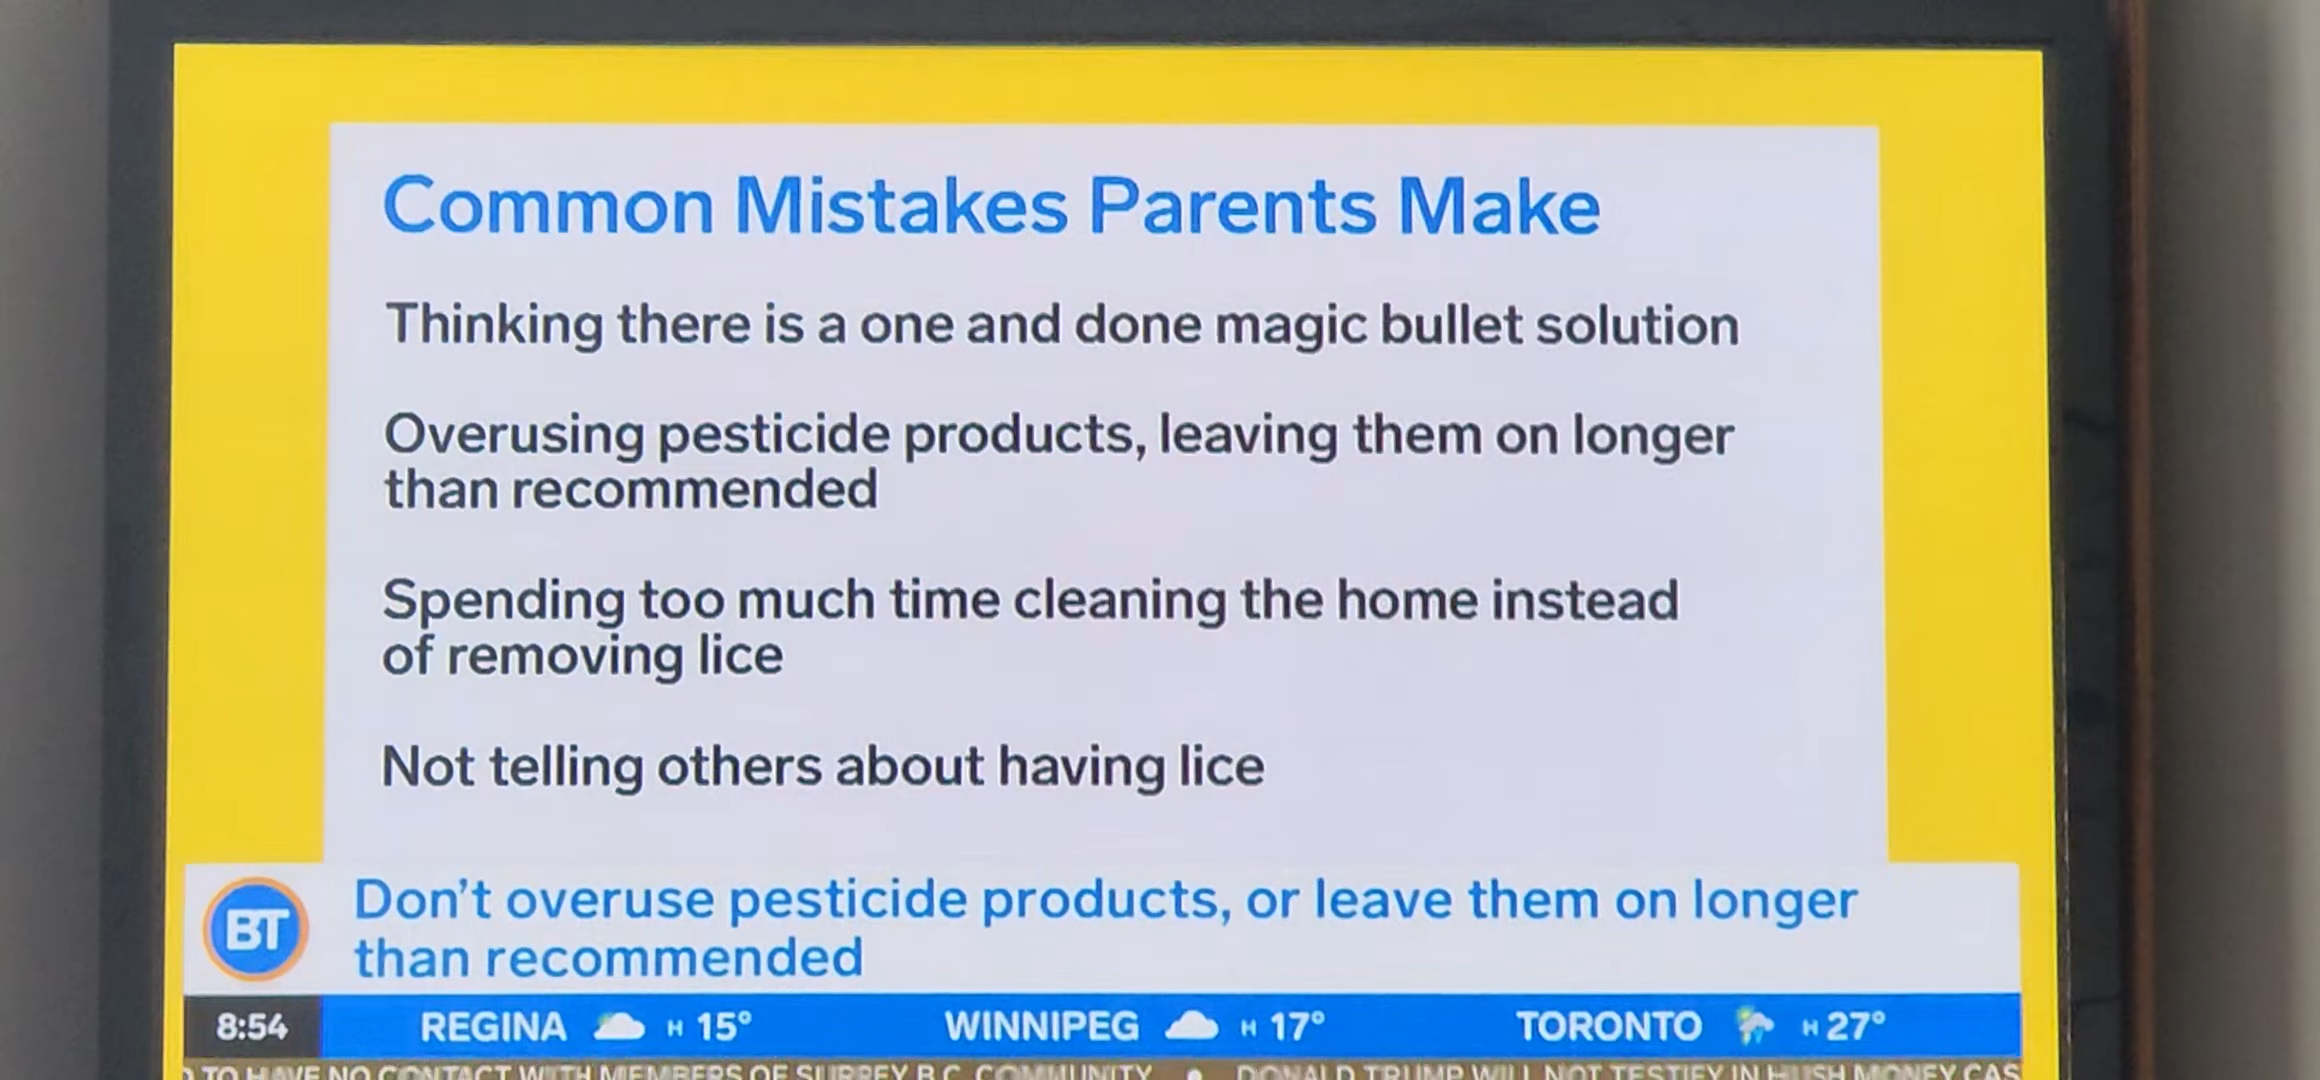 Common Mistakes Parents Make
Thinking there is a one and done magic bullet solution
Overusing pesticide products, leaving them on longer
than recommended
Spending too much time cleaning the home instead
of removing lice
Not telling others about having lice
BT
Don't overuse pesticide products, or leave them on longer
than recommended
8:54 REGINA H 15° WINNIPEG H 17° TORONTO H 27°
TO HAVE NO CONTACT WITH MEMBERS OF SURREY B.C. COMMUNITY • DONALD TRUMP WILL NOT TESTIFY IN HUSH MONEY CAS